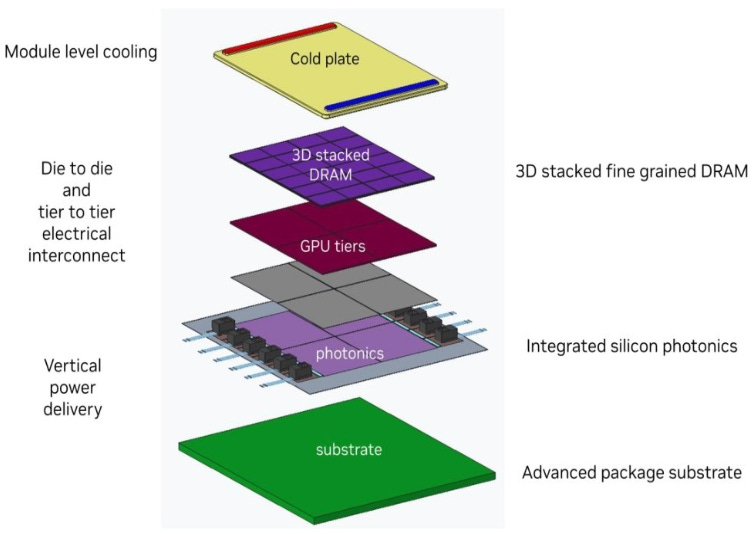 Module level cooling
Cold plate
3D stacked
DRAM
3D stacked fine grained DRAM
Die to die
and
tier to tier
electrical
interconnect
GPU tiers
photonics
Integrated silicon photonics
Vertical
power
delivery
substrate
Advanced package substrate